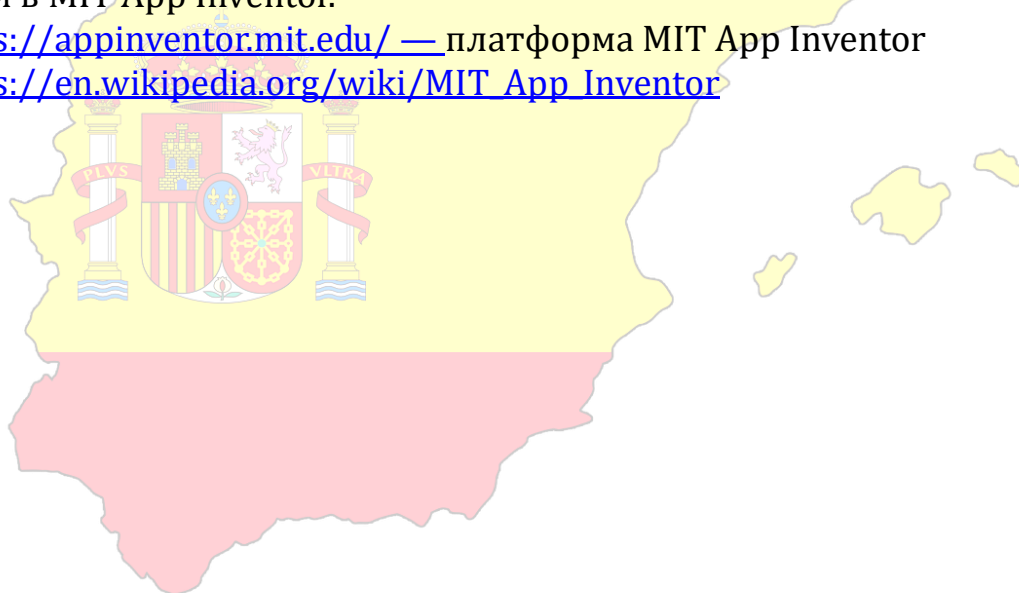 в MIT App Inventor.
s://appinventor.mit.edu/ — платформа MIT App Inventor
s://en.wikipedia.org/wiki/MIT_App_Inventor
PLVS VLTRA